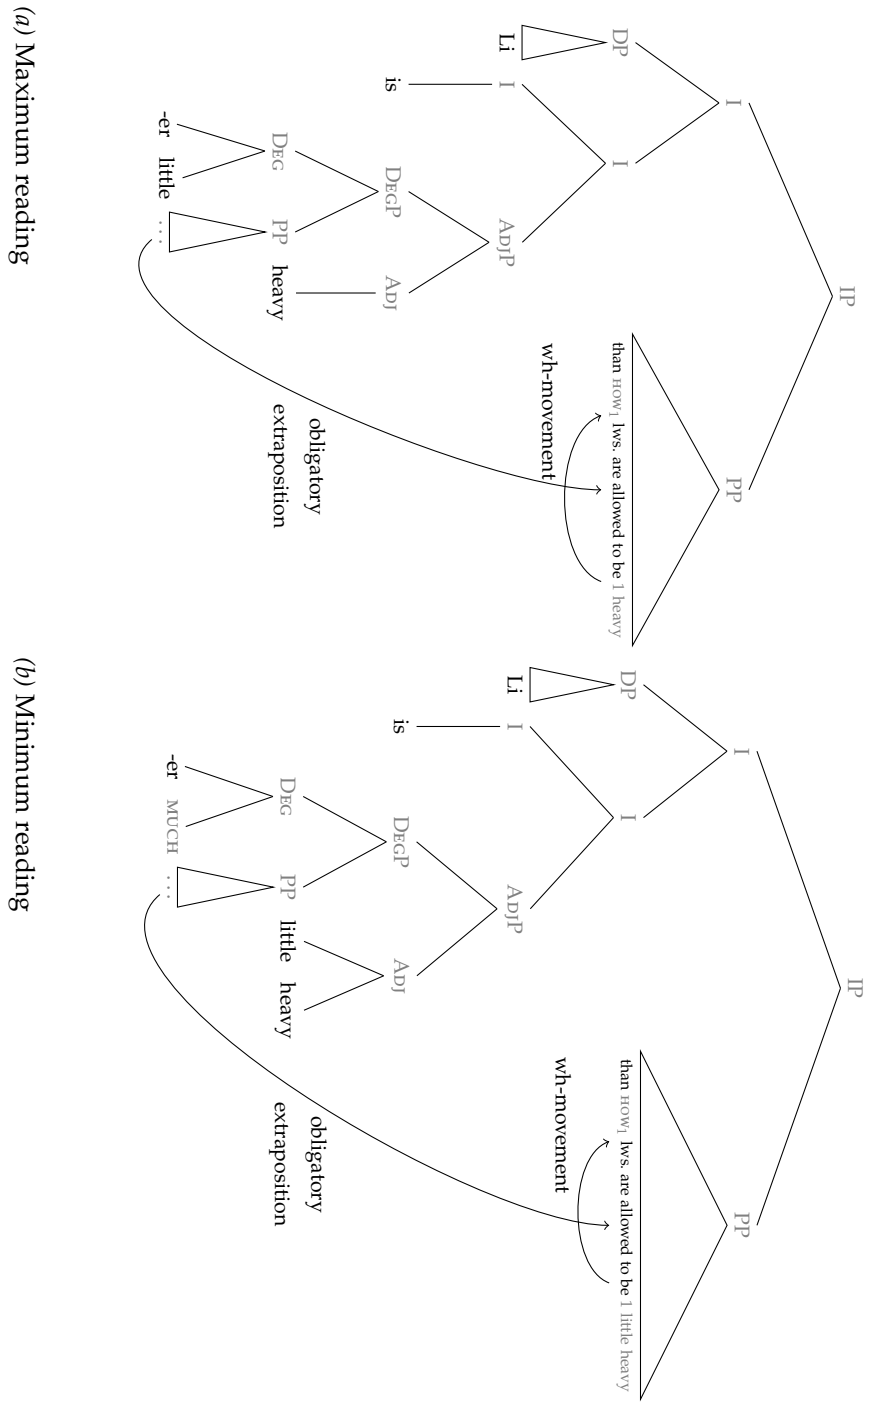 IP
I
PP
DP
I
Li
I
ADJP
than HOW1 lws. are allowed to be 1 heavy
is
DEGP
ADJ
wh-movement
DEG
PP
heavy
obligatory
extraposition
-er little
...
(a) Maximum reading
IP
I
PP
DP
I
Li
I
ADJP
than HOW1 lws. are allowed to be 1 little heavy
is
DEGP
ADJ
wh-movement
DEG
PP
little heavy
obligatory
extraposition
-er MUCH
...
(b) Minimum reading